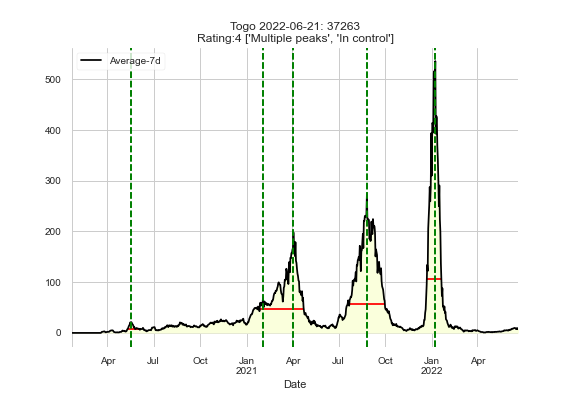 Togo 2022-06-21: 37263
Rating:4 ['Multiple peaks', 'In control']
Average-7d
500
400
300
200
100
0
Apr Jul Oct Jan Apr Jul Oct Jan Apr
2021 2022
Date